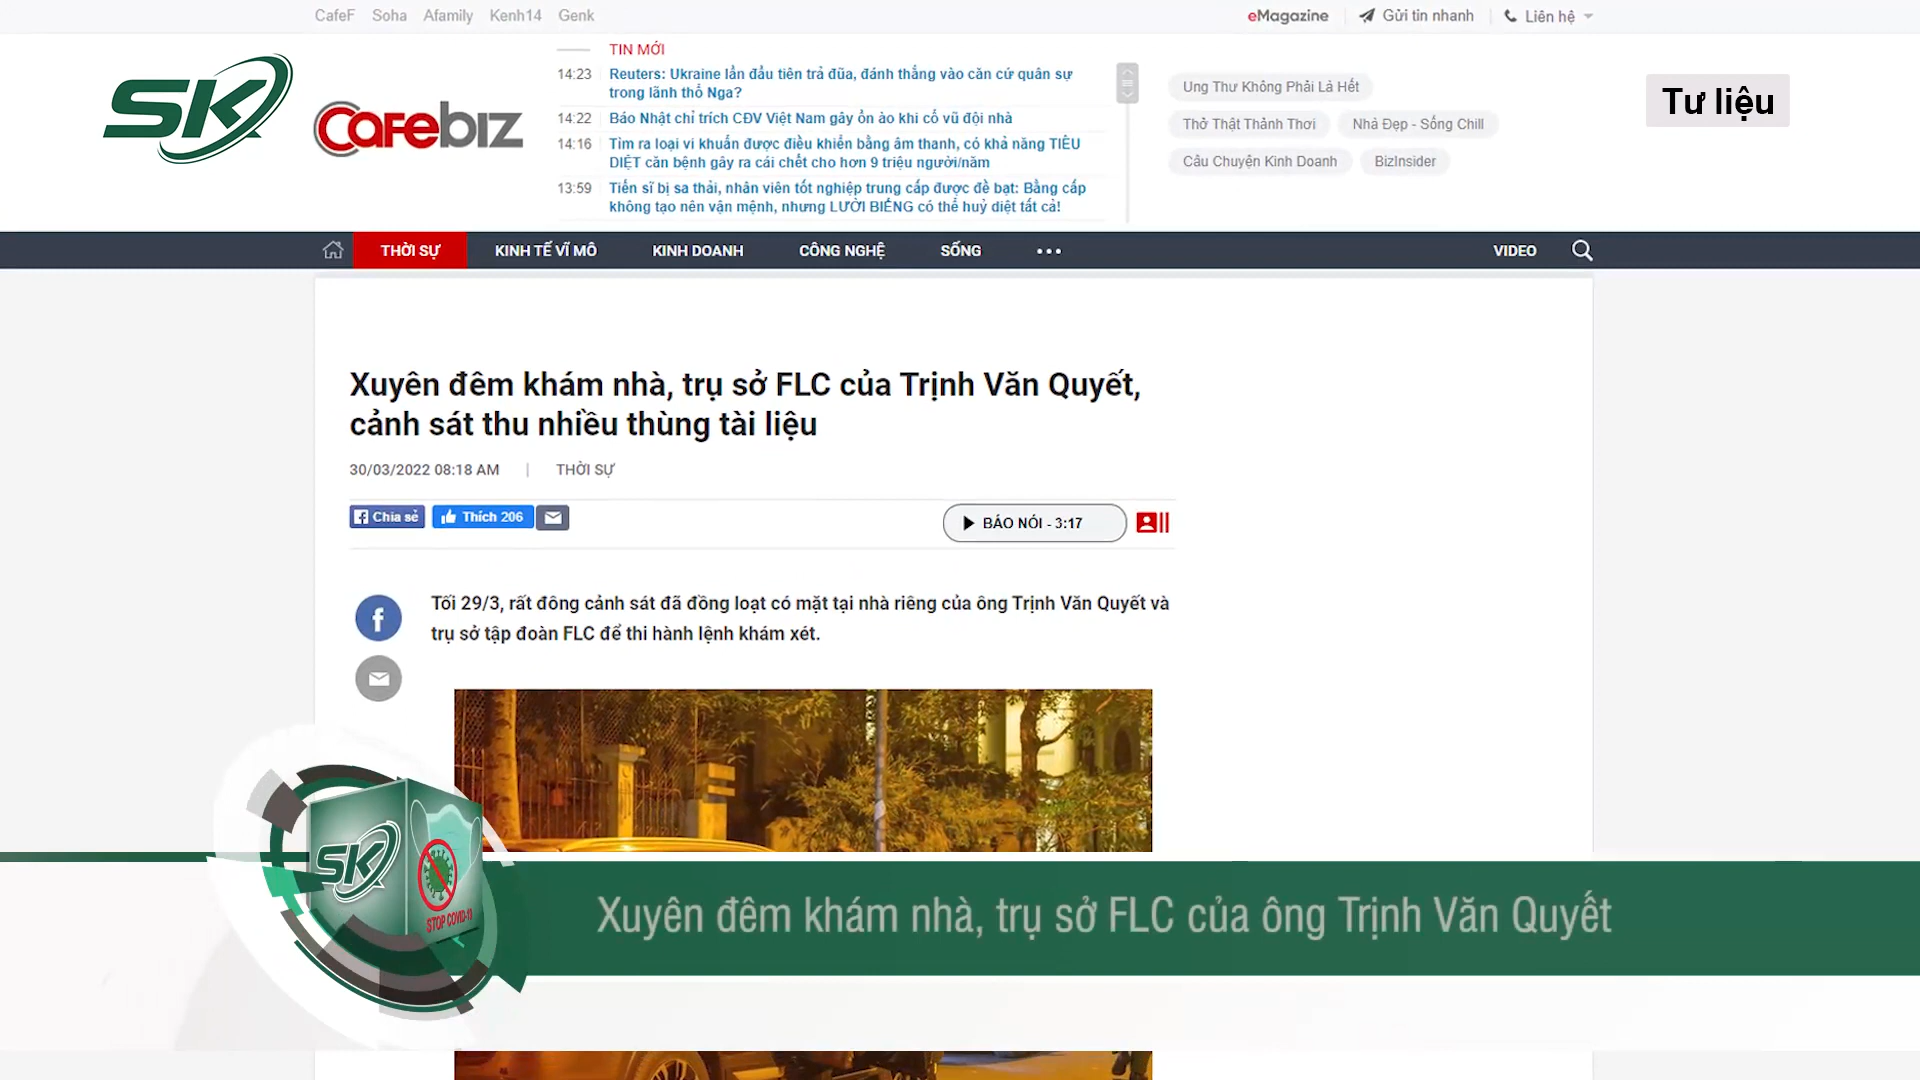 CafeF Soha Afamily Kenh14 Genk
eMagazine Gửi tin nhanh Liên hệ
SK
Cafebiz
TIN MỚI
14:23 Reuters: Ukraine lần đầu tiên trả đũa, đánh thẳng vào căn cứ quân sự
trong lãnh thổ Nga?
14:22 Báo Nhật chỉ trích CĐV Việt Nam gây ồn ào khi cổ vũ đội nhà
14:16 Tìm ra loại vi khuẩn được điều khiển bằng âm thanh, có khả năng TIÊU
DIỆT căn bệnh gây ra cái chết cho hơn 9 triệu người/năm
13:59 Tiến sĩ bị sa thải, nhân viên tốt nghiệp trung cấp được đề bạt: Bằng cấp
không tạo nên vận mệnh, nhưng LƯỜI BIẾNG có thể huỷ diệt tất cả!
Ung Thư Không Phải Là Hết
Thở Thật Thảnh Thơi Nhà Đẹp - Sống Chill
Câu Chuyện Kinh Doanh BizInsider
Tư liệu
THỜI SỰ KINH TẾ VĨ MÔ KINH DOANH CÔNG NGHỆ SỐNG ••• VIDEO
Xuyên đêm khám nhà, trụ sở FLC của Trịnh Văn Quyết,
cảnh sát thu nhiều thùng tài liệu
30/03/2022 08:18 AM | THỜI SỰ
Chia sẻ Thích 206
BÁO NÓI - 3:17
Tối 29/3, rất đông cảnh sát đã đồng loạt có mặt tại nhà riêng của ông Trịnh Văn Quyết và
trụ sở tập đoàn FLC để thi hành lệnh khám xét.
SK
STOP COVID-19
Xuyên đêm khám nhà, trụ sở FLC của ông Trịnh Văn Quyết